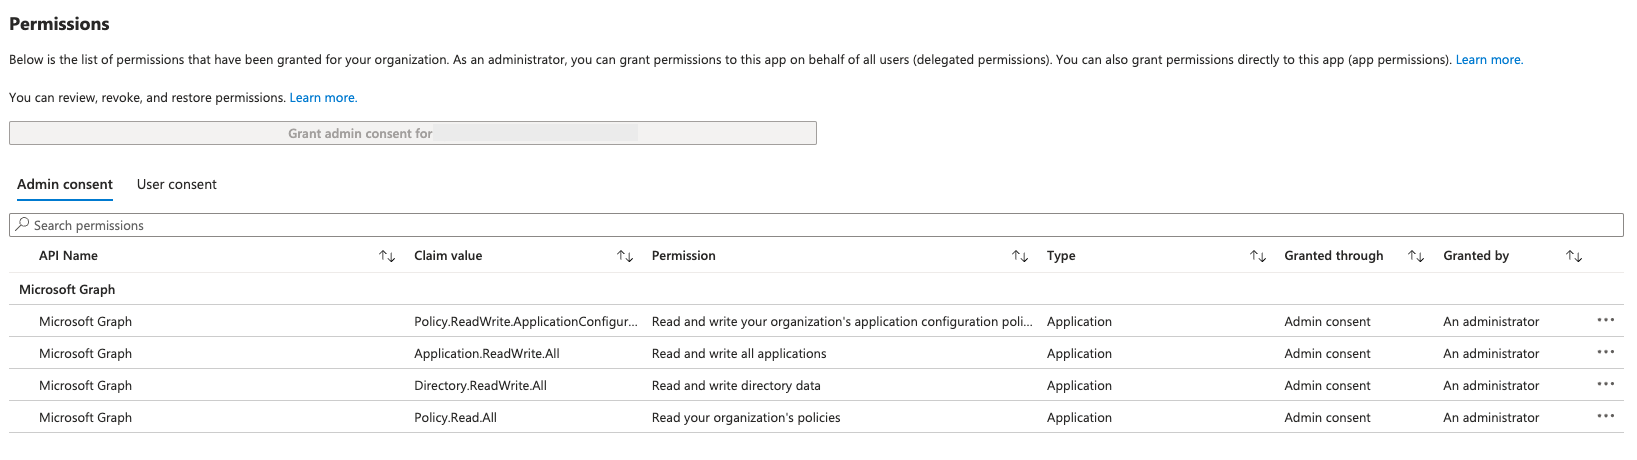 Permissions
Below is the list of permissions that have been granted for your organization. As an administrator, you can grant permissions to this app on behalf of all users (delegated permissions). You can also grant permissions directly to this app (app permissions). Learn more.
You can review, revoke, and restore permissions. Learn more.
Grant admin consent for
Admin consent User consent
Search permissions
API Name Claim value Permission Type Granted through Granted by
Microsoft Graph
Microsoft Graph Policy.ReadWrite.ApplicationConfigur... Read and write your organization's application configuration poli... Application Admin consent An administrator
Microsoft Graph Application.ReadWrite.All Read and write all applications Application Admin consent An administrator
Microsoft Graph Directory.ReadWrite.All Read and write directory data Application Admin consent An administrator
Microsoft Graph Policy.Read.All Read your organization's policies Application Admin consent An administrator